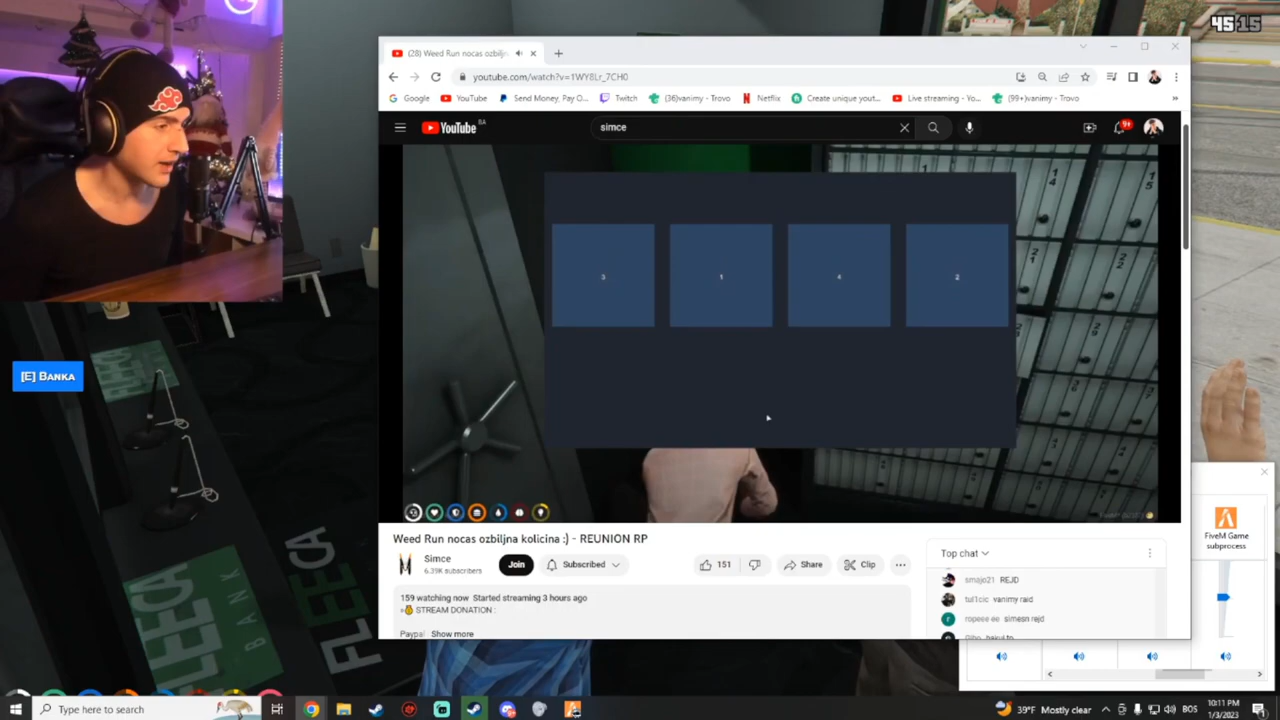 4515
(28) Weed Run nocas ozbiljn
youtube.com/watch?v=1WY8Lr_7CH0
Google
YouTube
Send Money, Pay O...
Twitch
(36)vanimy - Trovo
Netflix
Create unique yout...
Live streaming - Yo...
(99+)vanimy - Trovo
YouTube BA
simce
9+
3 1 4 2
[E] BANKA
FLEECA
BANK
FLEECA
Weed Run nocas ozbiljna kolicina :) - REUNION RP
Simce
6.39K subscribers
Join
Subscribed
151
Share
Clip
159 watching now Started streaming 3 hours ago
STREAM DONATION :
Paypal Show more
Top chat
smajo21 REJD
tul1cic vanimy raid
ropese ee simesn rejd
FiveM Game
subprocess
Type here to search
39°F Mostly clear
BOS
10:11 PM
1/3/2023